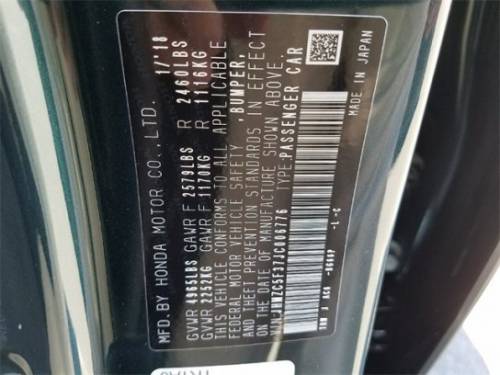 MFD. BY HONDA MOTOR CO., LTD. 1/'18
GVWR 4965LBS GAWR F 2579LBS R 2460LBS
GVWR 2252KG GAWR F 1170KG R 1116KG
THIS VEHICLE CONFORMS TO ALL APPLICABLE
FEDERAL MOTOR VEHICLE SAFETY ,BUMPER,
AND THEFT PREVENTION STANDARDS IN EFFECT
ON THE DATE OF MANUFACTURE SHOWN ABOVE.
TYPE:PASSENGER CAR
MADE IN JAPAN